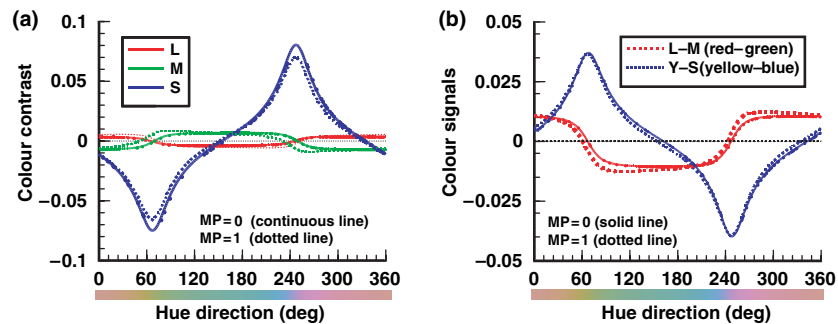 (a)
0.1
0.05
0
−0.05
−0.1
Colour contrast
L
M
S
MP = 0 (continuous line)
MP = 1 (dotted line)
0 60 120 180 240 300 360
Hue direction (deg)
(b)
0.05
0.025
0
−0.025
−0.05
Colour signals
L–M (red–green)
Y–S(yellow–blue)
MP = 0 (solid line)
MP = 1 (dotted line)
0 60 120 180 240 300 360
Hue direction (deg)